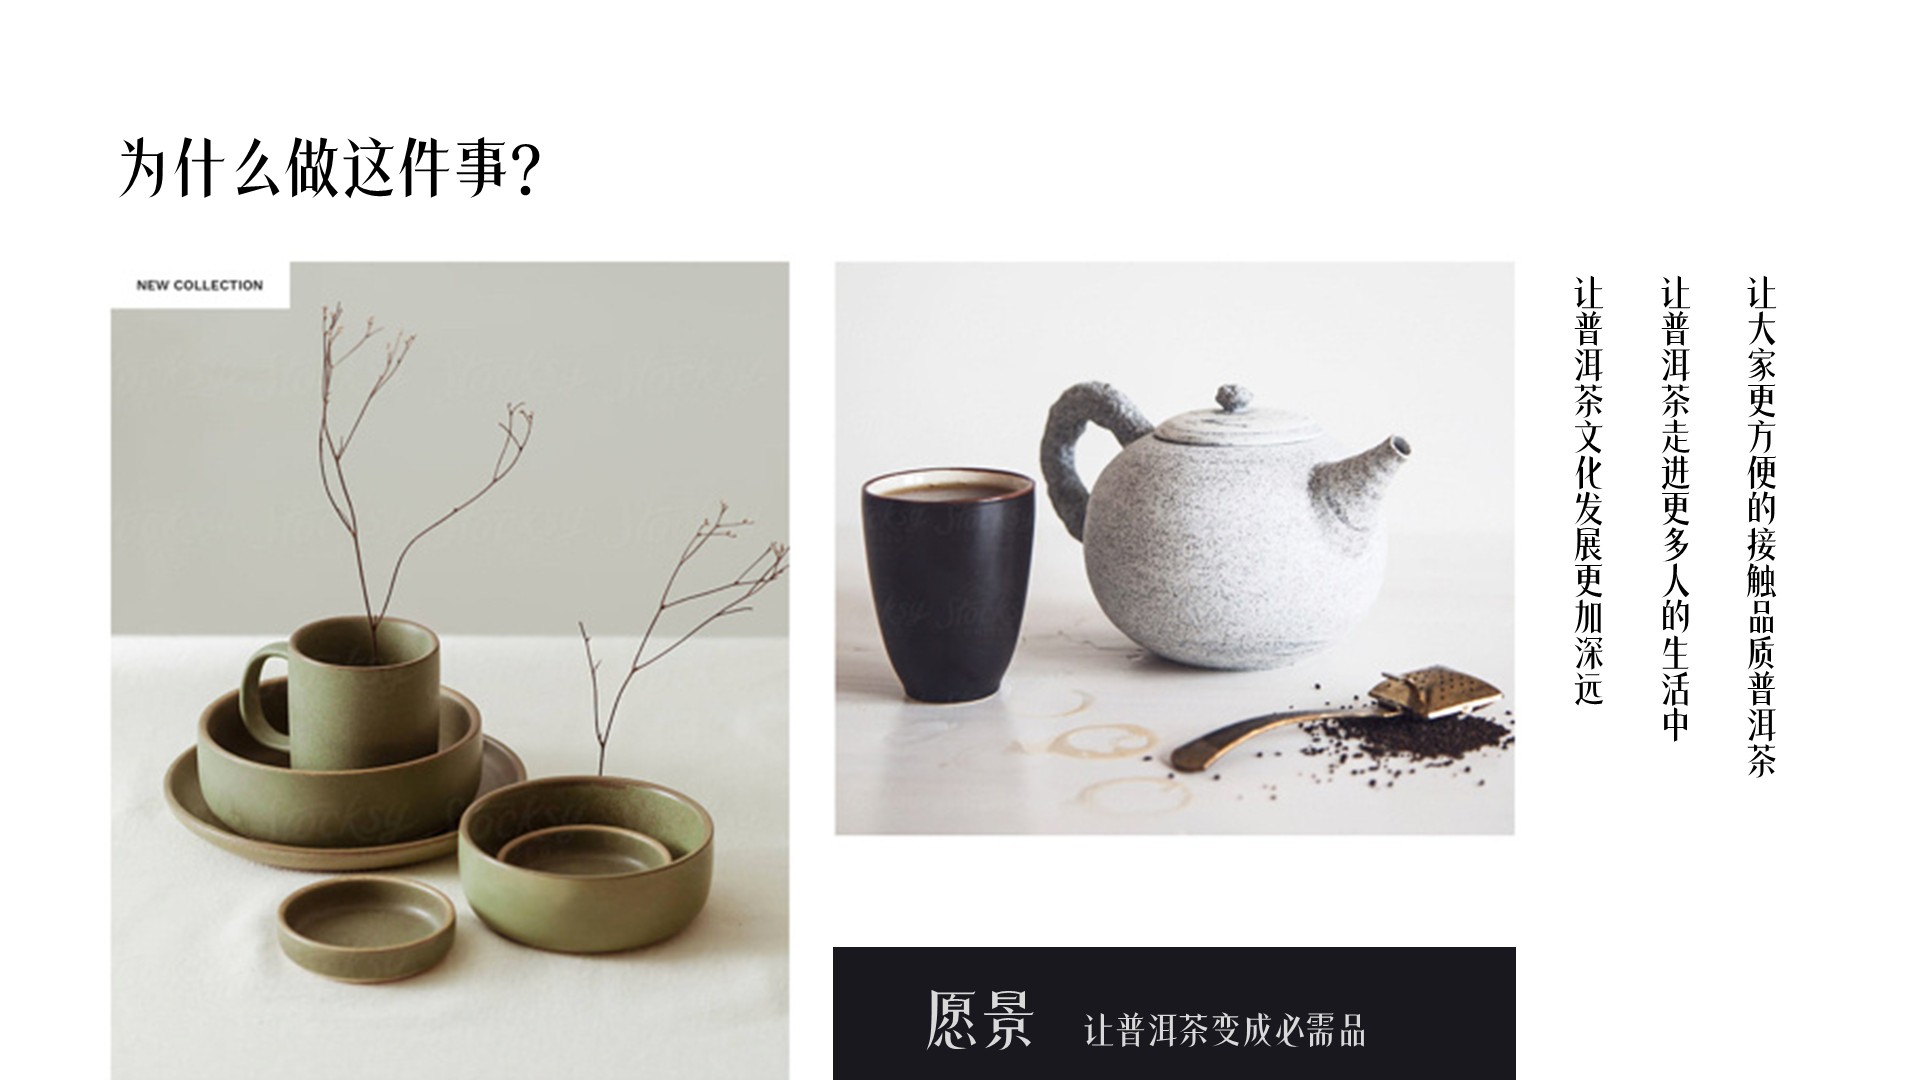 为什么做这件事？
NEW COLLECTION
让大家更方便的接触品质普洱茶
让普洱茶走进更多人的生活中
让普洱茶文化发展更加深远
愿景
让普洱茶变成必需品